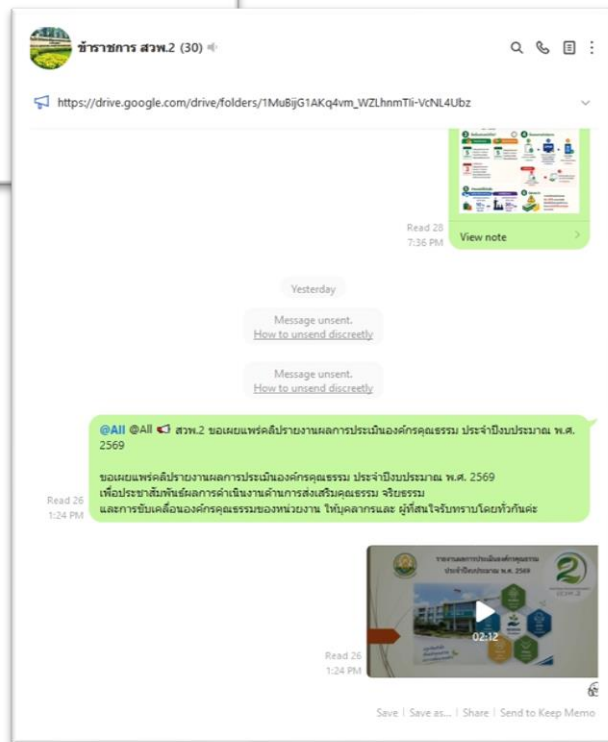 ข้าราชการ สวพ.2 (30)
https://drive.google.com/drive/folders/1MuBijG1AKq4vm_WZLhnmTIi-VcNL4Ubz
Read 28
7:36 PM
View note
Yesterday
Message unsent.
How to unsend discreetly
Message unsent.
How to unsend discreetly
@All @All สวพ.2 ขอเผยแพร่คลิปรายงานผลการประเมินองค์กรคุณธรรม ประจำปีงบประมาณ พ.ศ.
2569
ขอเผยแพร่คลิปรายงานผลการประเมินองค์กรคุณธรรม ประจำปีงบประมาณ พ.ศ. 2569
เพื่อประชาสัมพันธ์ผลการดำเนินงานด้านการส่งเสริมคุณธรรม จริยธรรม
และการขับเคลื่อนองค์กรคุณธรรมของหน่วยงาน ให้บุคลากรและ ผู้ที่สนใจรับทราบโดยทั่วกันค่ะ
Read 26
1:24 PM
รายงานผลการประเมินองค์กรคุณธรรม
ประจำปีงบประมาณ พ.ศ. 2569
2
สวพ.2
02:12
Read 26
1:24 PM
Save | Save as... | Share | Send to Keep Memo